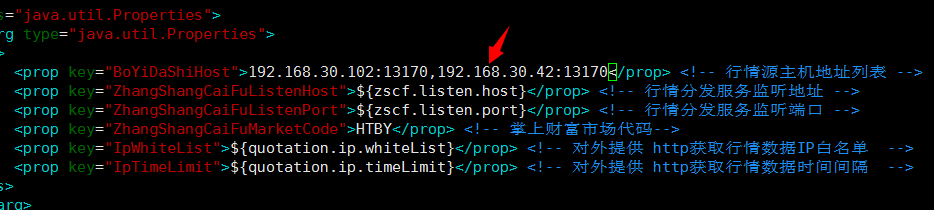 s="java.util.Properties">
rg type="java.util.Properties">
>
<prop key="BoYiDaShiHost">192.168.30.102:13170,192.168.30.42:13170</prop> <!-- 行情源主机地址列表 -->
<prop key="ZhangShangCaiFuListenHost">${zscf.listen.host}</prop> <!-- 行情分发服务监听地址 -->
<prop key="ZhangShangCaiFuListenPort">${zscf.listen.port}</prop> <!-- 行情分发服务监听端口 -->
<prop key="ZhangShangCaiFuMarketCode">HTBY</prop> <!-- 掌上财富市场代码-->
<prop key="IpWhiteList">${quotation.ip.whiteList}</prop> <!-- 对外提供 http获取行情数据IP白名单  -->
<prop key="IpTimeLimit">${quotation.ip.timeLimit}</prop> <!-- 对外提供 http获取行情数据时间间隔  -->
s>
arg>